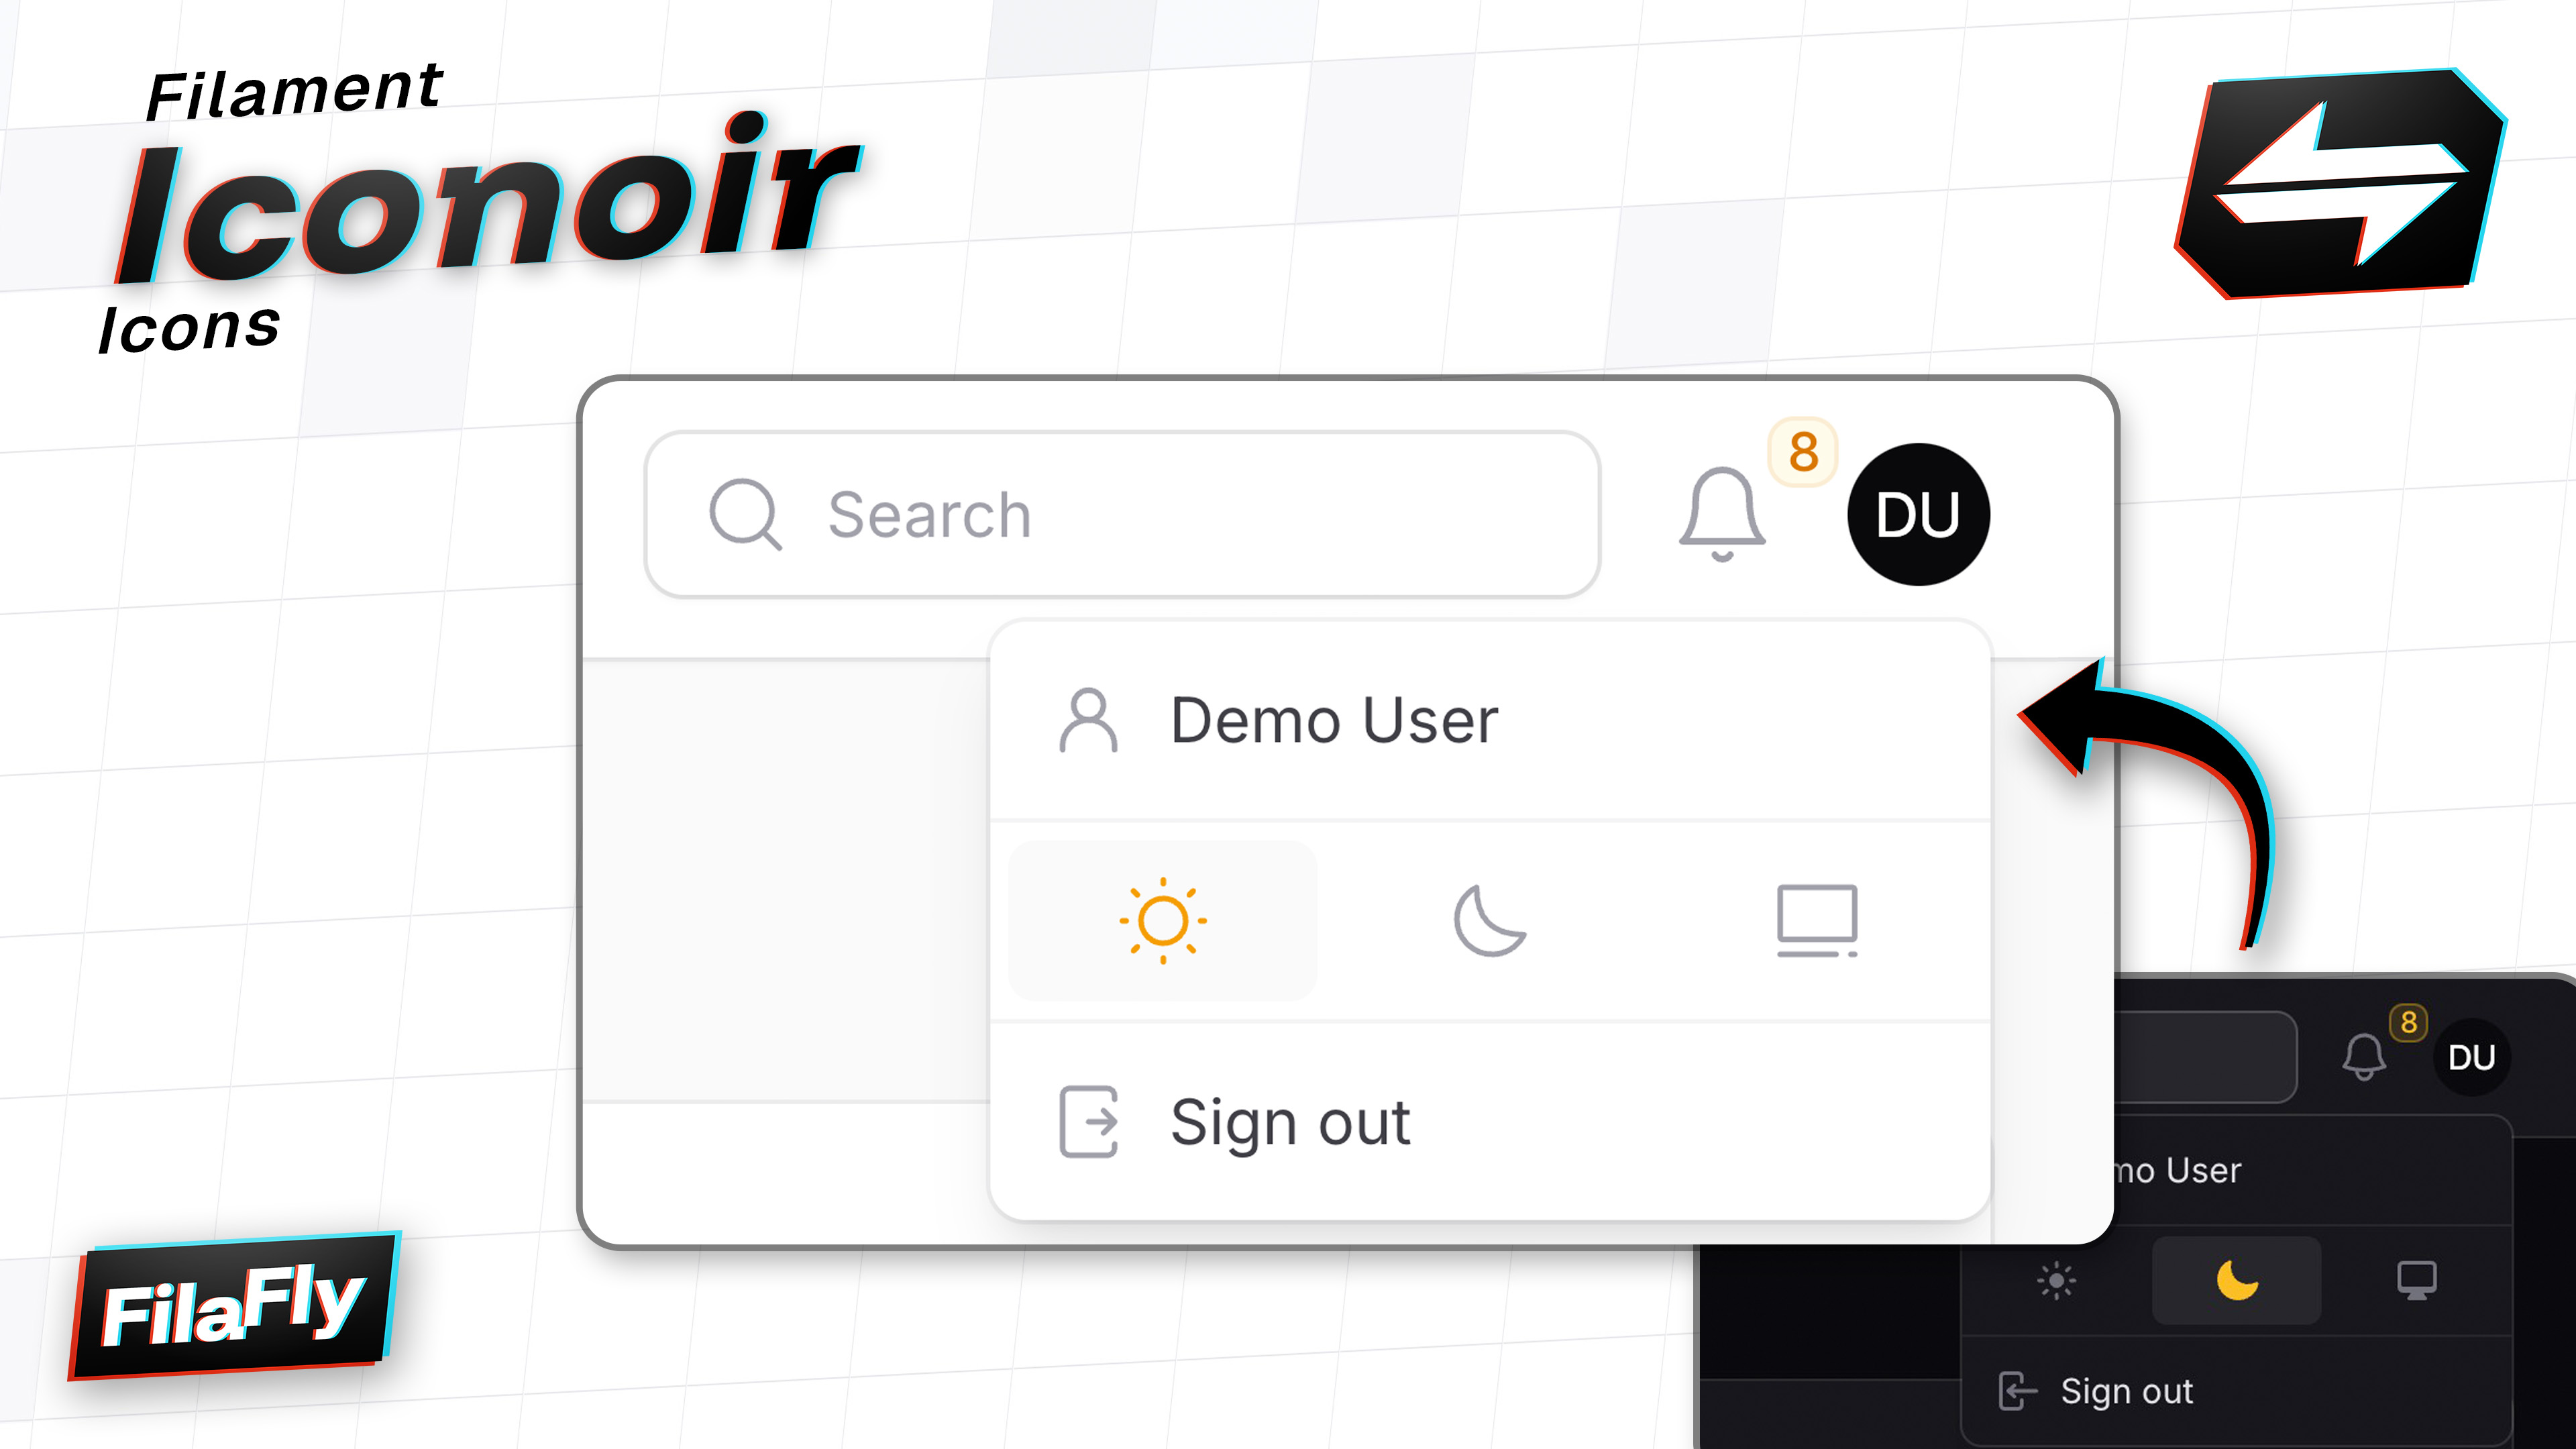 Filament
Iconoir
Icons
Search
8
DU
Demo User
Sign out
8
DU
mo User
Sign out
FilaFly